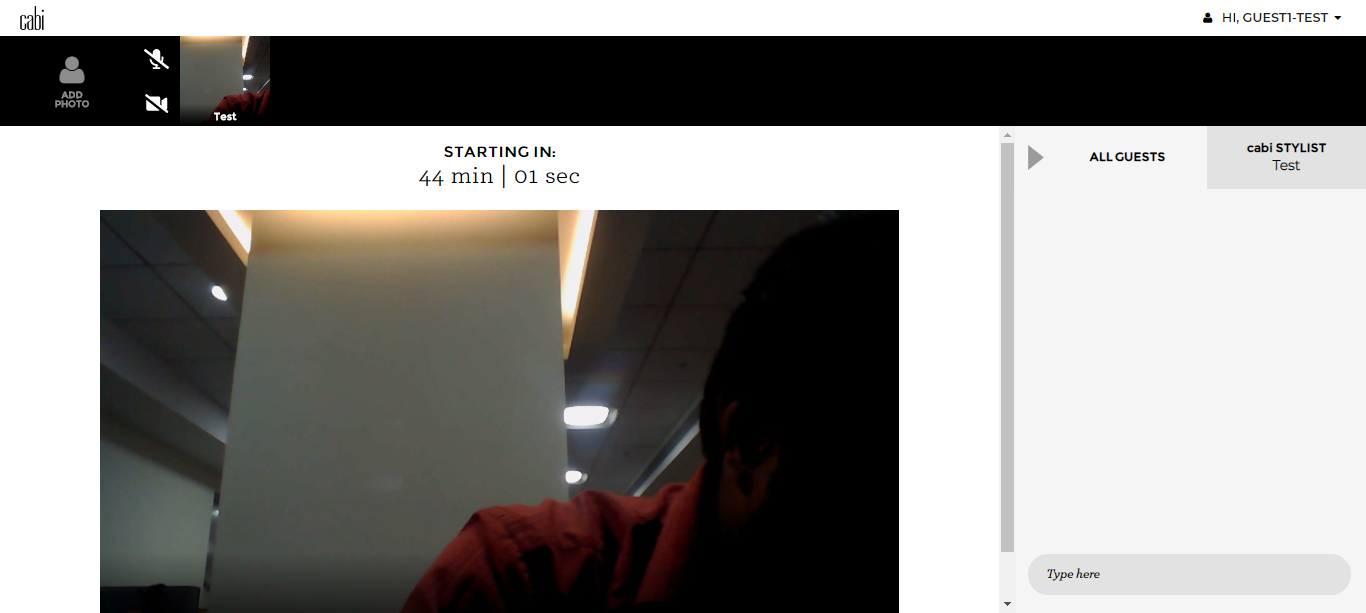 cabi
HI, GUEST1-TEST
ADD
PHOTO
Test
STARTING IN:
44 min | 01 sec
ALL GUESTS
cabi STYLIST
Test
Type here